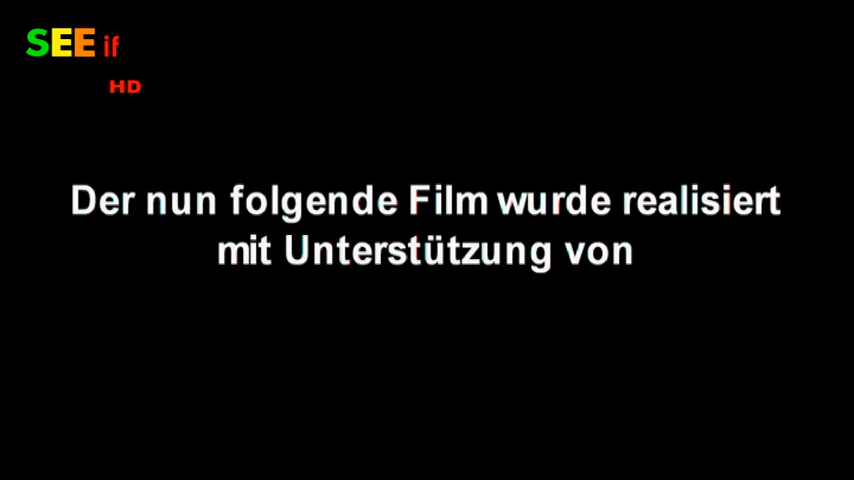 SEE if
HD
Der nun folgende Film wurde realisiert
mit Unterstützung von